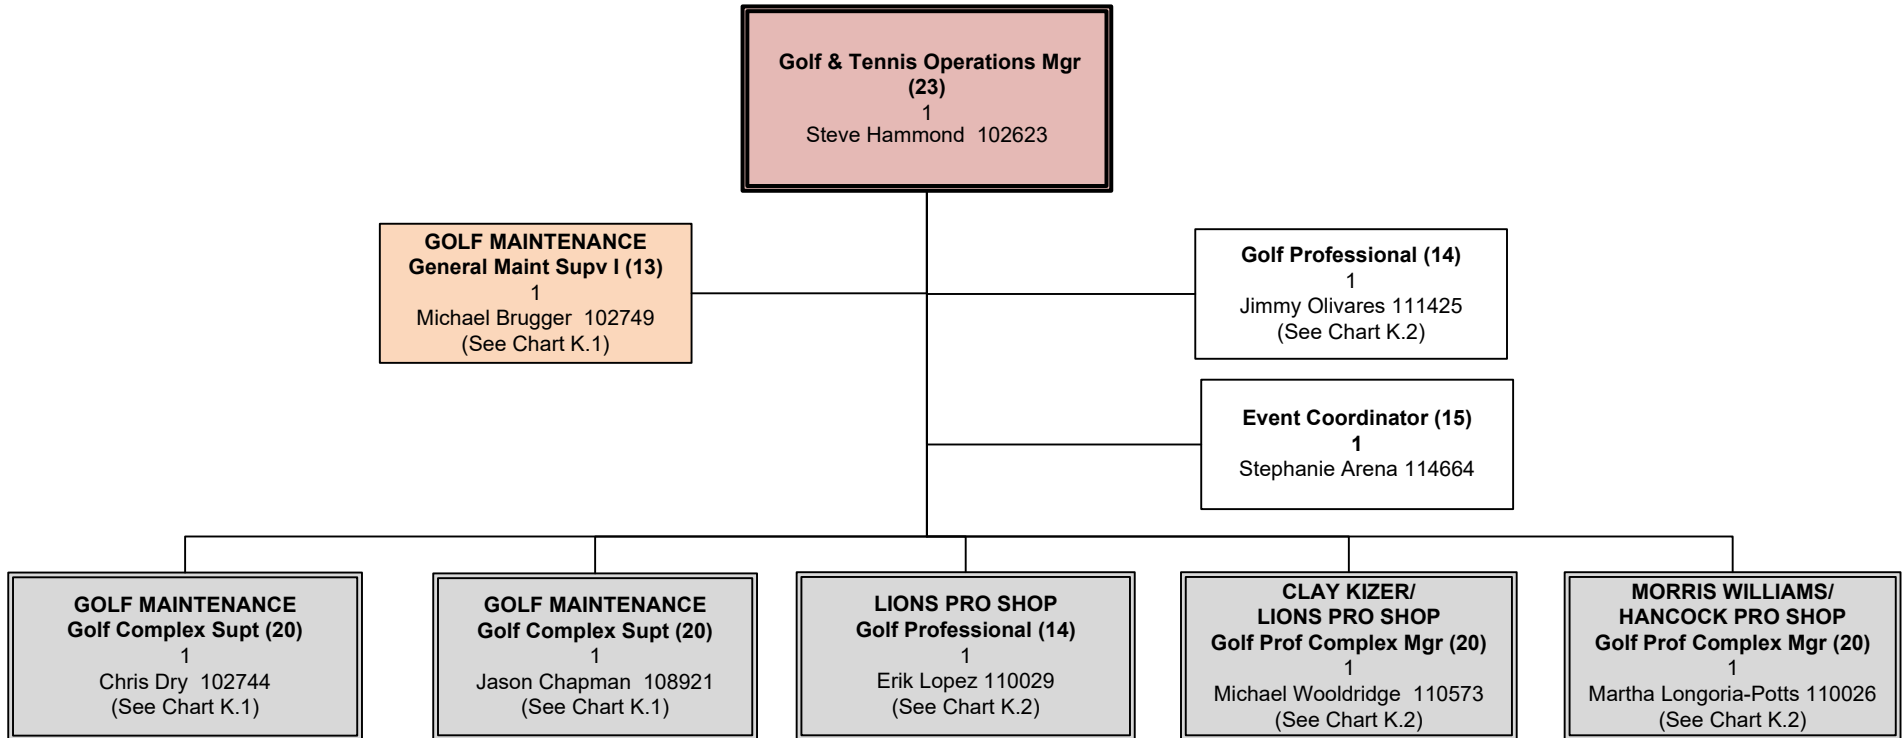 Golf & Tennis Operations Mgr
(23)
1
Steve Hammond  102623
GOLF MAINTENANCE
General Maint Supv I (13)
1
Michael Brugger  102749
(See Chart K.1)
Golf Professional (14)
1
Jimmy Olivares 111425
(See Chart K.2)
Event Coordinator (15)
1
Stephanie Arena 114664
GOLF MAINTENANCE
Golf Complex Supt (20)
1
Chris Dry  102744
(See Chart K.1)
GOLF MAINTENANCE
Golf Complex Supt (20)
1
Jason Chapman  108921
(See Chart K.1)
LIONS PRO SHOP
Golf Professional (14)
1
Erik Lopez 110029
(See Chart K.2)
CLAY KIZER/
LIONS PRO SHOP
Golf Prof Complex Mgr (20)
1
Michael Wooldridge  110573
(See Chart K.2)
MORRIS WILLIAMS/
HANCOCK PRO SHOP
Golf Prof Complex Mgr (20)
1
Martha Longoria-Potts 110026
(See Chart K.2)